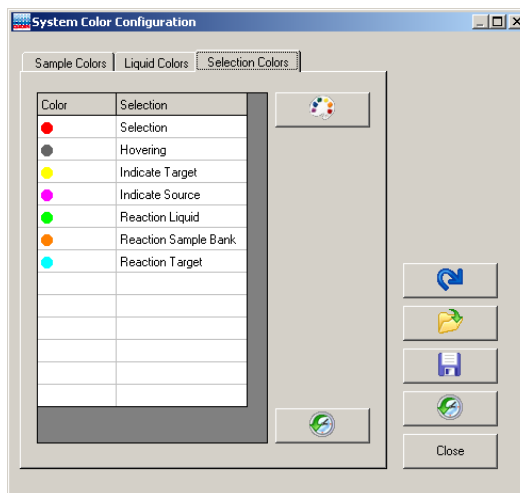 System Color Configuration
Sample Colors Liquid Colors Selection Colors
Color Selection
Selection
Hovering
Indicate Target
Indicate Source
Reaction Liquid
Reaction Sample Bank
Reaction Target
Close